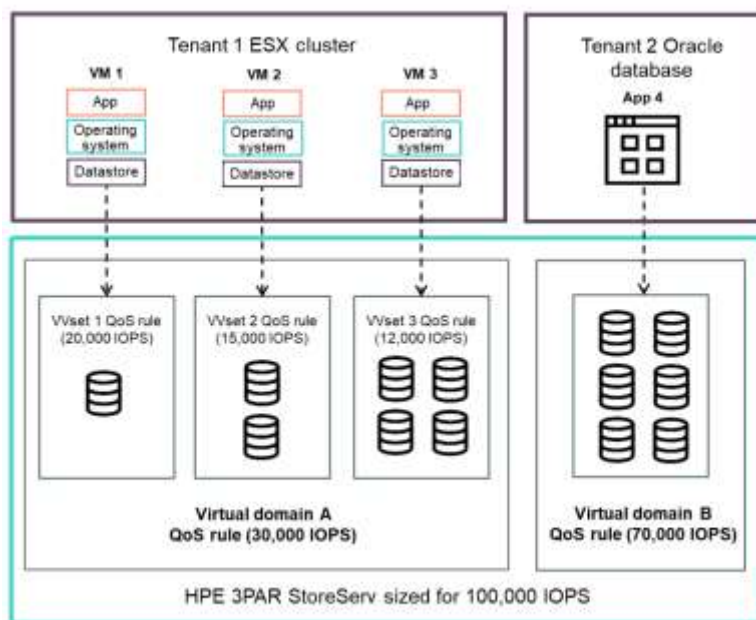 Tenant 1 ESX cluster
VM 1
App
Operating
system
Datastore
VM 2
App
Operating
system
Datastore
VM 3
App
Operating
system
Datastore
Tenant 2 Oracle
database
App 4
VVset 1 QoS rule
(20,000 IOPS)
VVset 2 QoS rule
(15,000 IOPS)
VVset 3 QoS rule
(12,000 IOPS)
Virtual domain A
QoS rule (30,000 IOPS)
Virtual domain B
QoS rule (70,000 IOPS)
HPE 3PAR StoreServ sized for 100,000 IOPS